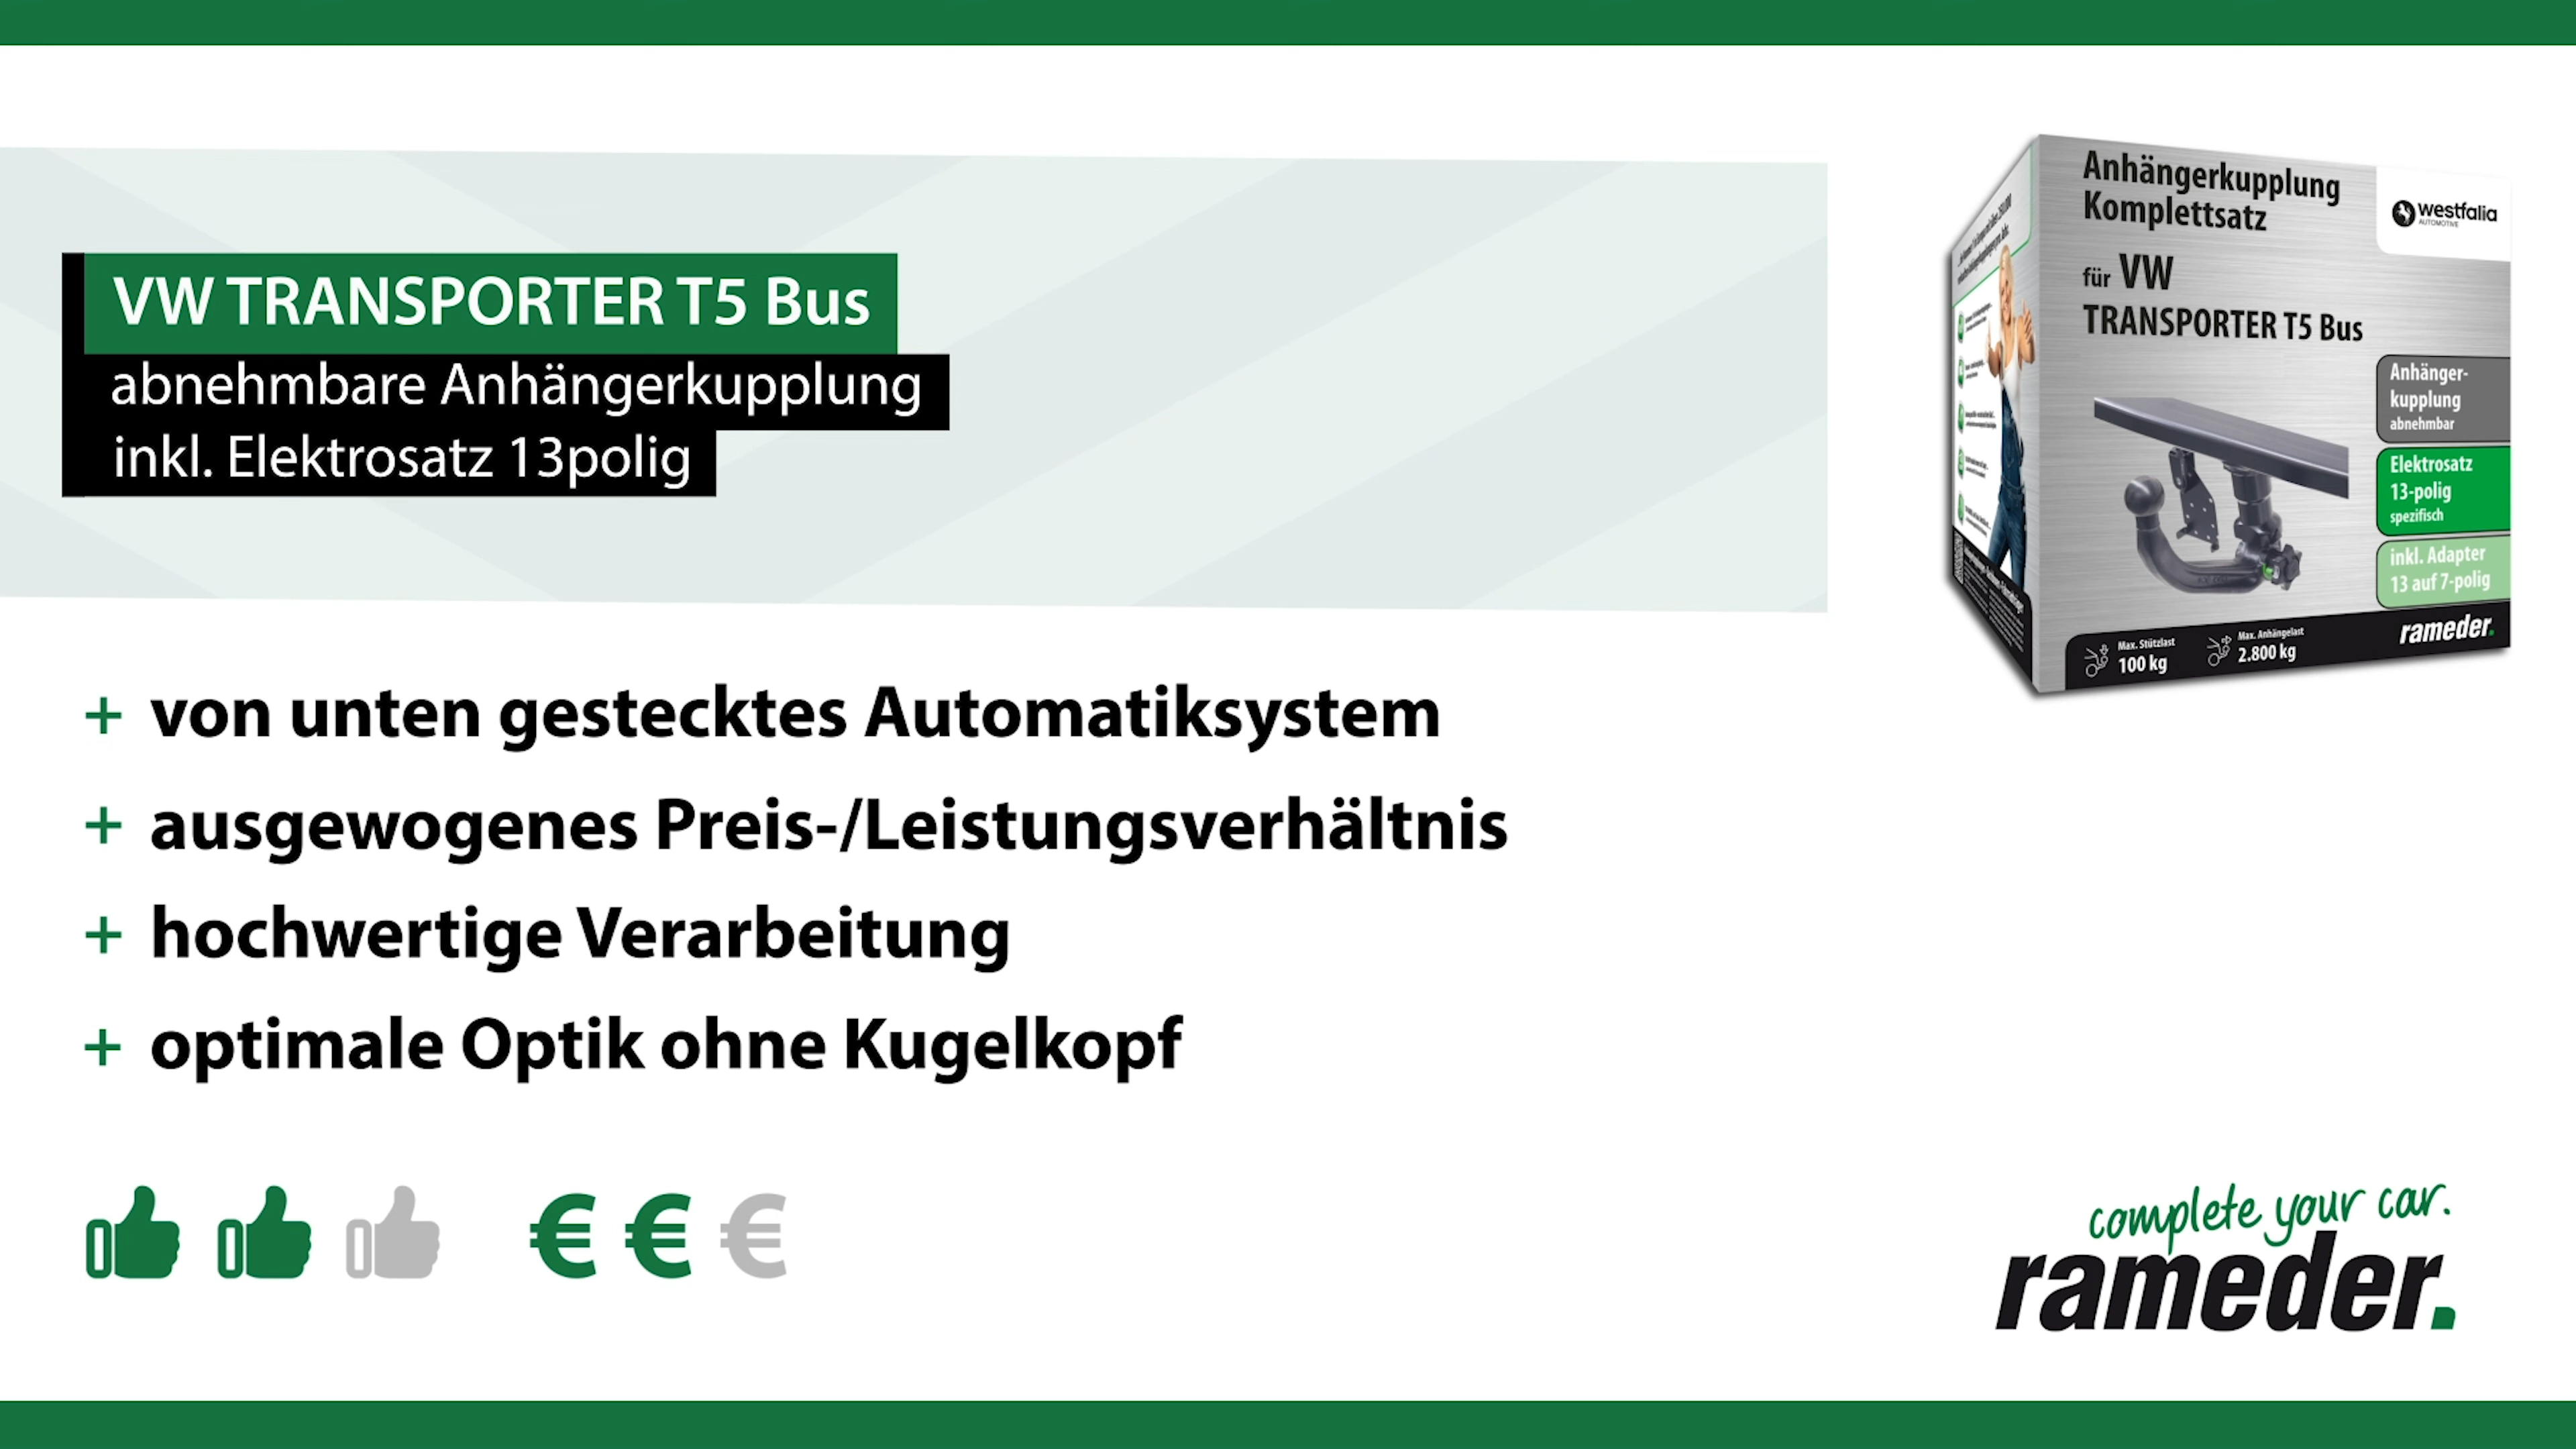 VW TRANSPORTER T5 Bus
abnehmbare Anhängerkupplung
inkl. Elektrosatz 13polig
Anhängerkupplung
Komplettsatz
für VW
TRANSPORTER T5 Bus
westfalia
AUTOMOTIVE
Anhänger-
kupplung
abnehmbar
Elektrosatz
13-polig
spezifisch
inkl. Adapter
13 auf 7-polig
Max. Stützlast
100 kg
Max. Anhängelast
2.800 kg
rameder.
+ von unten gestecktes Automatiksystem
+ ausgewogenes Preis-/Leistungsverhältnis
+ hochwertige Verarbeitung
+ optimale Optik ohne Kugelkopf
€ € €
complete your car.
rameder.